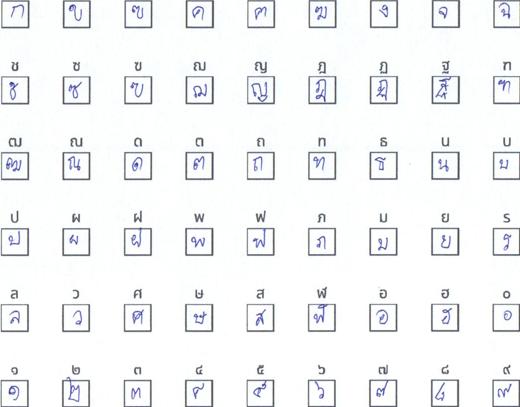 ก ข ฃ ค ฅ ฆ ง จ ฉ
ช ซ ฃ ฌ ญ ฎ ฏ ฐ ฑ
ช ซ ฃ ฌ ญ ฎ ฏ ฐ ฑ
ฒ ณ ด ต ถ ท ธ น บ
ฒ ณ ด ต ถ ท ธ น บ
ป ผ ฝ พ ฟ ภ ม ย ร
ป ผ ฝ พ ฟ ภ ม ย ร
ล ว ศ ษ ส ฬ อ ฮ ๐
ล ว ศ ษ ส ฬ อ ฮ ๐
๑ ๒ ๓ ๔ ๕ ๖ ๗ ๘ ๙
๑ ๒ ๓ ๔ ๕ ๖ ๗ ๘ ๙